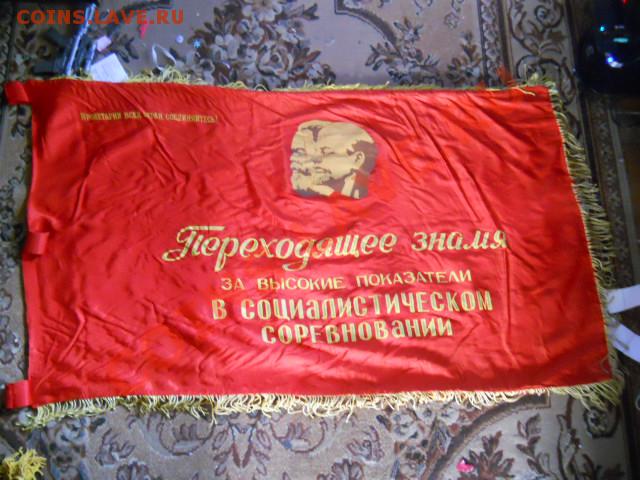 COINS.LAVE.RU
ПРОЛЕТАРИИ ВСЕХ СТРАН, СОЕДИНЯЙТЕСЬ!
Переходящее знамя
ЗА ВЫСОКИЕ ПОКАЗАТЕЛИ
В СОЦИАЛИСТИЧЕСКОМ
СОРЕВНОВАНИИ